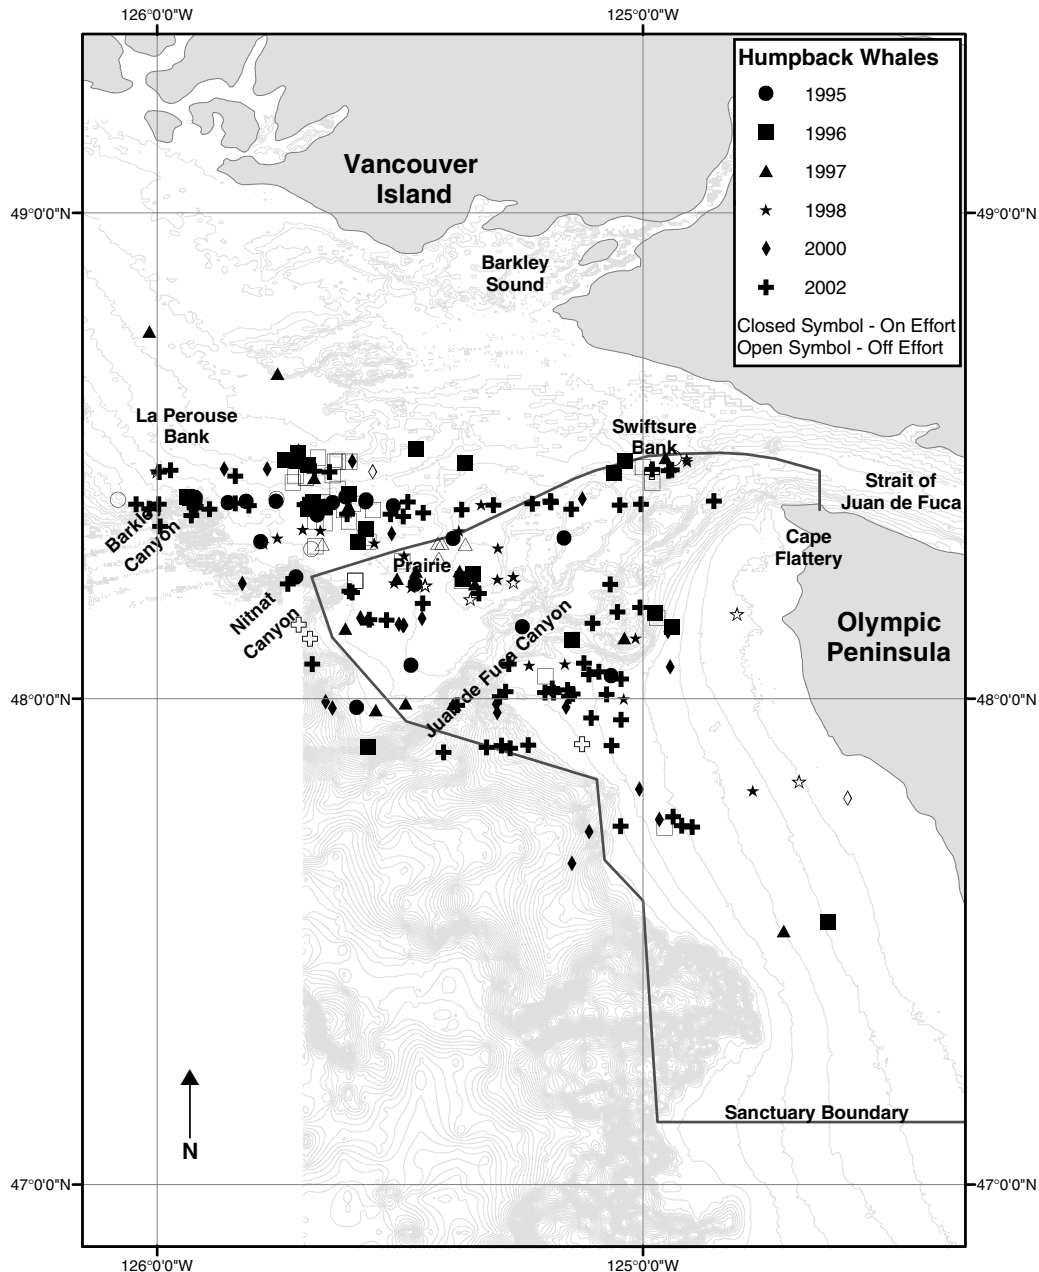 126°0'0"W
125°0'0"W
Humpback Whales
1995
1996
1997
1998
2000
2002
Closed Symbol - On Effort
Open Symbol - Off Effort
Vancouver
Island
49°0'0"N
49°0'0"N
Barkley
Sound
La Perouse
Bank
Swiftsure
Bank
Strait of
Juan de Fuca
Barkley
Canyon
Cape
Flattery
Prairie
Nitnat
Canyon
Juan de Fuca Canyon
Olympic
Peninsula
48°0'0"N
48°0'0"N
Sanctuary Boundary
N
47°0'0"N
47°0'0"N
126°0'0"W
125°0'0"W